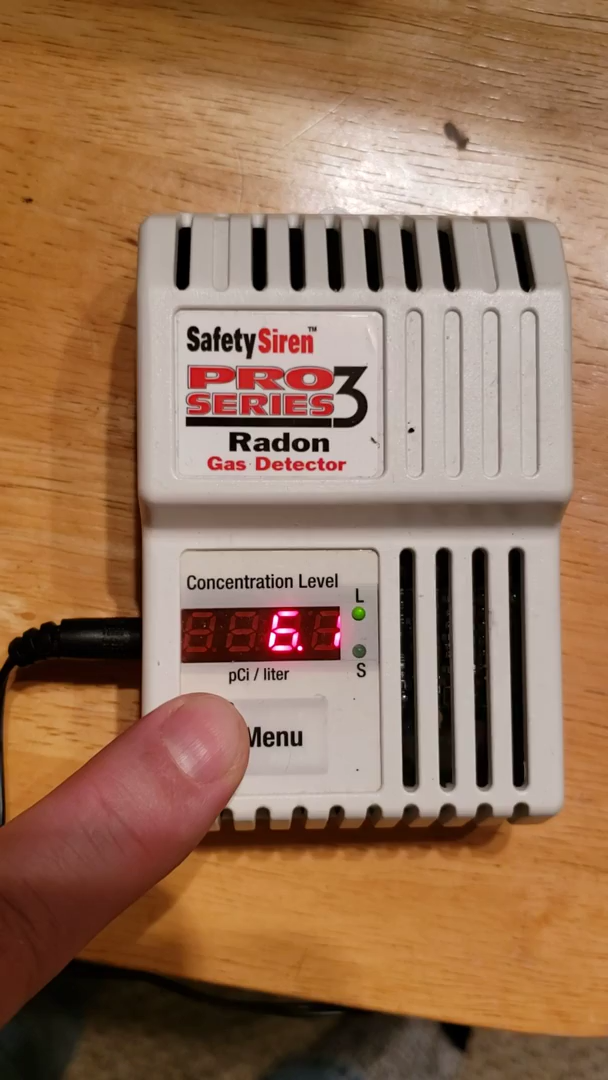 SafetySiren™
PRO
SERIES 3
Radon
Gas Detector
Concentration Level
L
6.1
pCi / liter
S
Menu